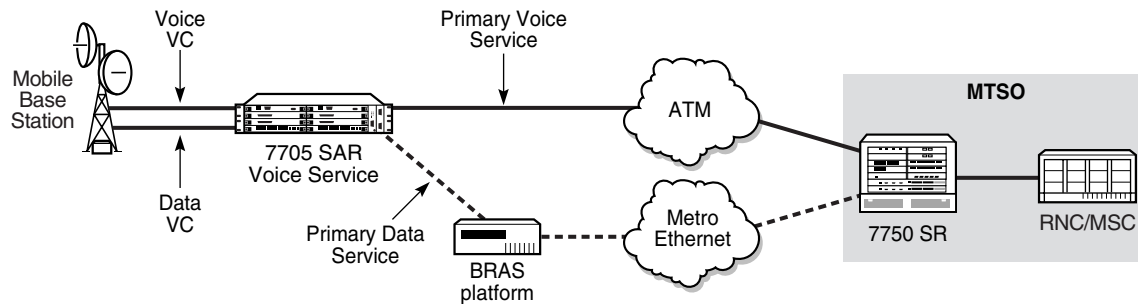 Voice
VC
Primary Voice
Service
Mobile
Base
Station
ATM
MTSO
7705 SAR
Voice Service
Data
VC
Primary Data
Service
BRAS
platform
Metro
Ethernet
7750 SR
RNC/MSC